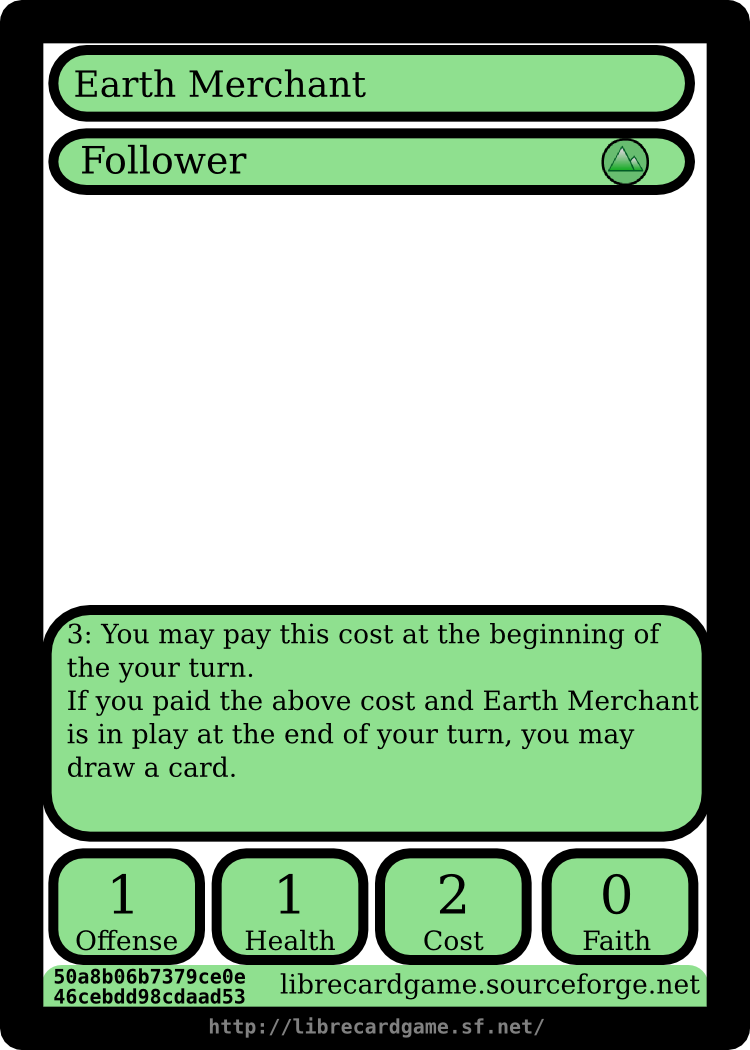 Earth Merchant
Follower
3: You may pay this cost at the beginning of
the your turn.
If you paid the above cost and Earth Merchant
is in play at the end of your turn, you may
draw a card.
1
Offense
1
Health
2
Cost
0
Faith
50a8b06b7379ce0e
46cebdd98cdaad53
librecardgame.sourceforge.net
http://librecardgame.sf.net/